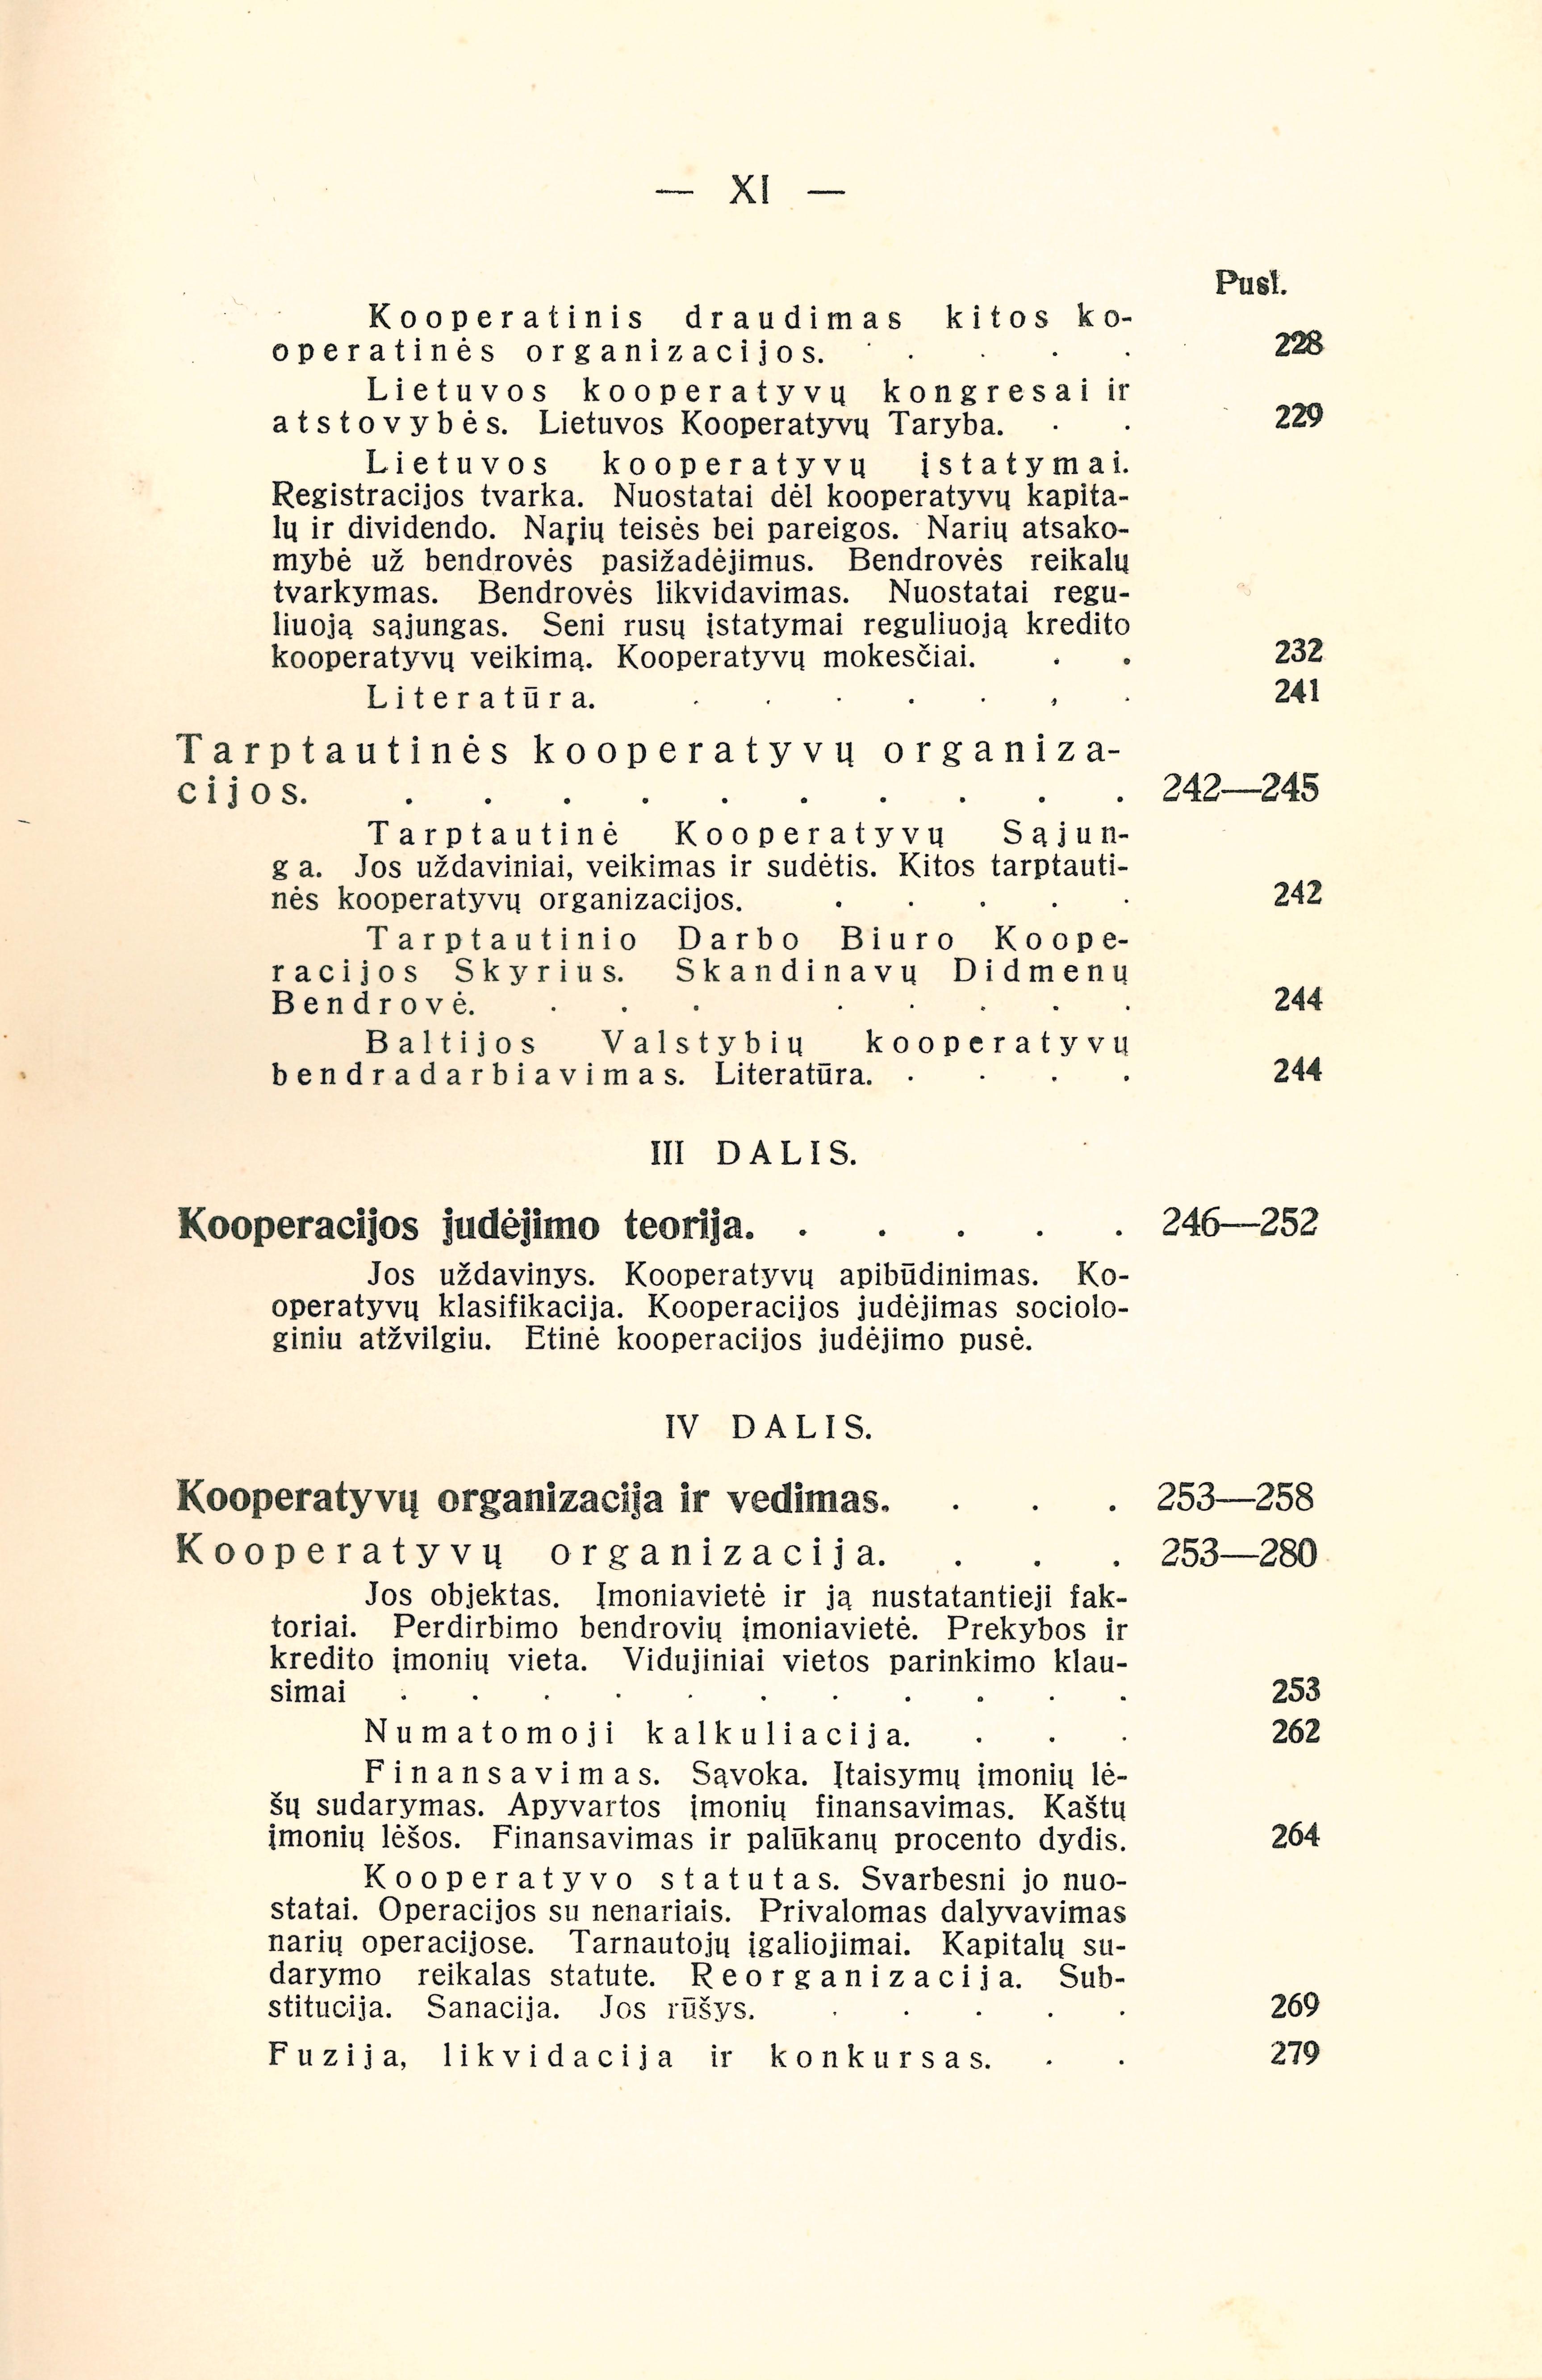 — XI —
Pusl.
Kooperatinis draudimas kitos ko-
operatinės organizacijos. . . . . 228
Lietuvos kooperatyvų kongresai ir
atstovybės. Lietuvos Kooperatyvų Taryba. . . 229
Lietuvos kooperatyvų įstatymai.
Registracijos tvarka. Nuostatai dėl kooperatyvų kapita-
lų ir dividendo. Narių teisės bei pareigos. Narių atsako-
mybė už bendrovės pasižadėjimus. Bendrovės reikalų
tvarkymas. Bendrovės likvidavimas. Nuostatai regu-
liuoją sąjungas. Seni rusų įstatymai reguliuoją kredito
kooperatyvų veikimą. Kooperatyvų mokesčiai. . . 232
Literatūra. . . . . . . . 241
Tarptautinės kooperatyvų organiza-
cijos. . . . . . . . . . . 242—245
Tarptautinė Kooperatyvų Sąjun-
ga. Jos uždaviniai, veikimas ir sudėtis. Kitos tarptauti-
nės kooperatyvų organizacijos. . . . . . 242
Tarptautinio Darbo Biuro Koope-
racijos Skyrius. Skandinavų Didmenų
Bendrovė. . . . . . . . . 244
Baltijos Valstybių kooperatyvų
bendradarbiavimas. Literatūra. . . . . 244
III DALIS.
Kooperacijos judėjimo teorija. . . . . . 246—252
Jos uždavinys. Kooperatyvų apibūdinimas. Ko-
operatyvų klasifikacija. Kooperacijos judėjimas sociolo-
giniu atžvilgiu. Etinė kooperacijos judėjimo pusė.
IV DALIS.
Kooperatyvų organizacija ir vedimas. . . . 253—258
Kooperatyvų organizacija. . . . 253—280
Jos objektas. Įmoniavietė ir ją nustatantieji fak-
toriai. Perdirbimo bendrovių įmoniavietė. Prekybos ir
kredito įmonių vieta. Vidujiniai vietos parinkimo klau-
simai . . . . . . . . . . . 253
Numatomoji kalkuliacija. . . . 262
Finansavimas. Sąvoka. Įtaisymų įmonių lė-
šų sudarymas. Apyvartos įmonių finansavimas. Kaštų
įmonių lėšos. Finansavimas ir palūkanų procento dydis. 264
Kooperatyvo statutas. Svarbesni jo nuo-
statai. Operacijos su nenariais. Privalomas dalyvavimas
narių operacijose. Tarnautojų įgaliojimai. Kapitalų su-
darymo reikalas statute. Reorganizacija. Sub-
stitucija. Sanacija. Jos rūšys. . . . . . 269
Fuzija, likvidacija ir konkursas. . . 279